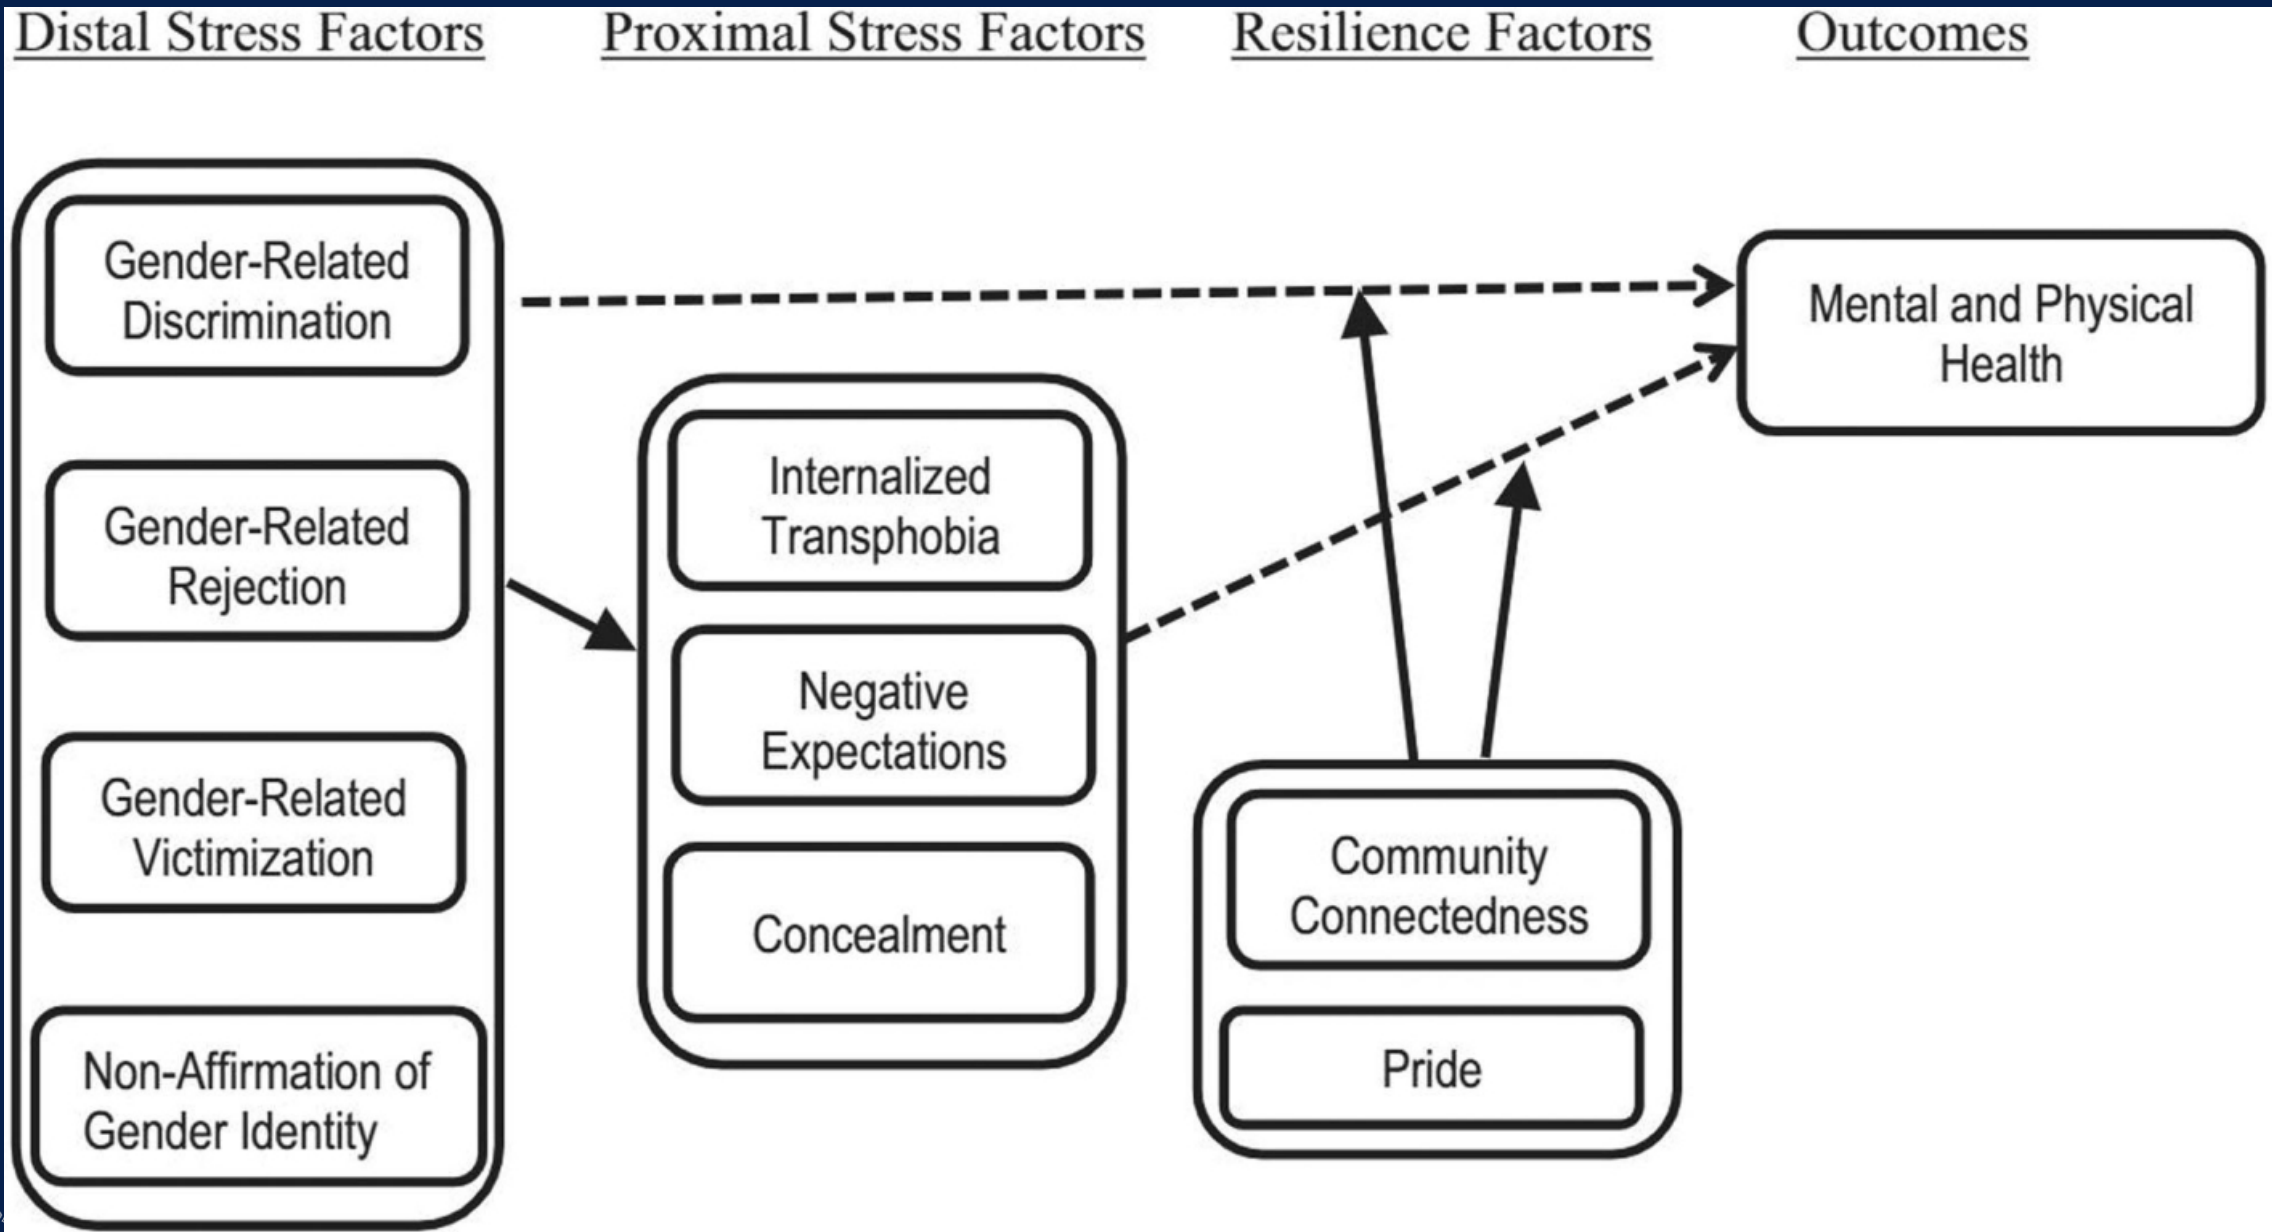 Distal Stress Factors
Proximal Stress Factors
Resilience Factors
Outcomes
Gender-Related
Discrimination
Gender-Related
Rejection
Gender-Related
Victimization
Non-Affirmation of
Gender Identity
Internalized
Transphobia
Negative
Expectations
Concealment
Community
Connectedness
Pride
Mental and Physical
Health